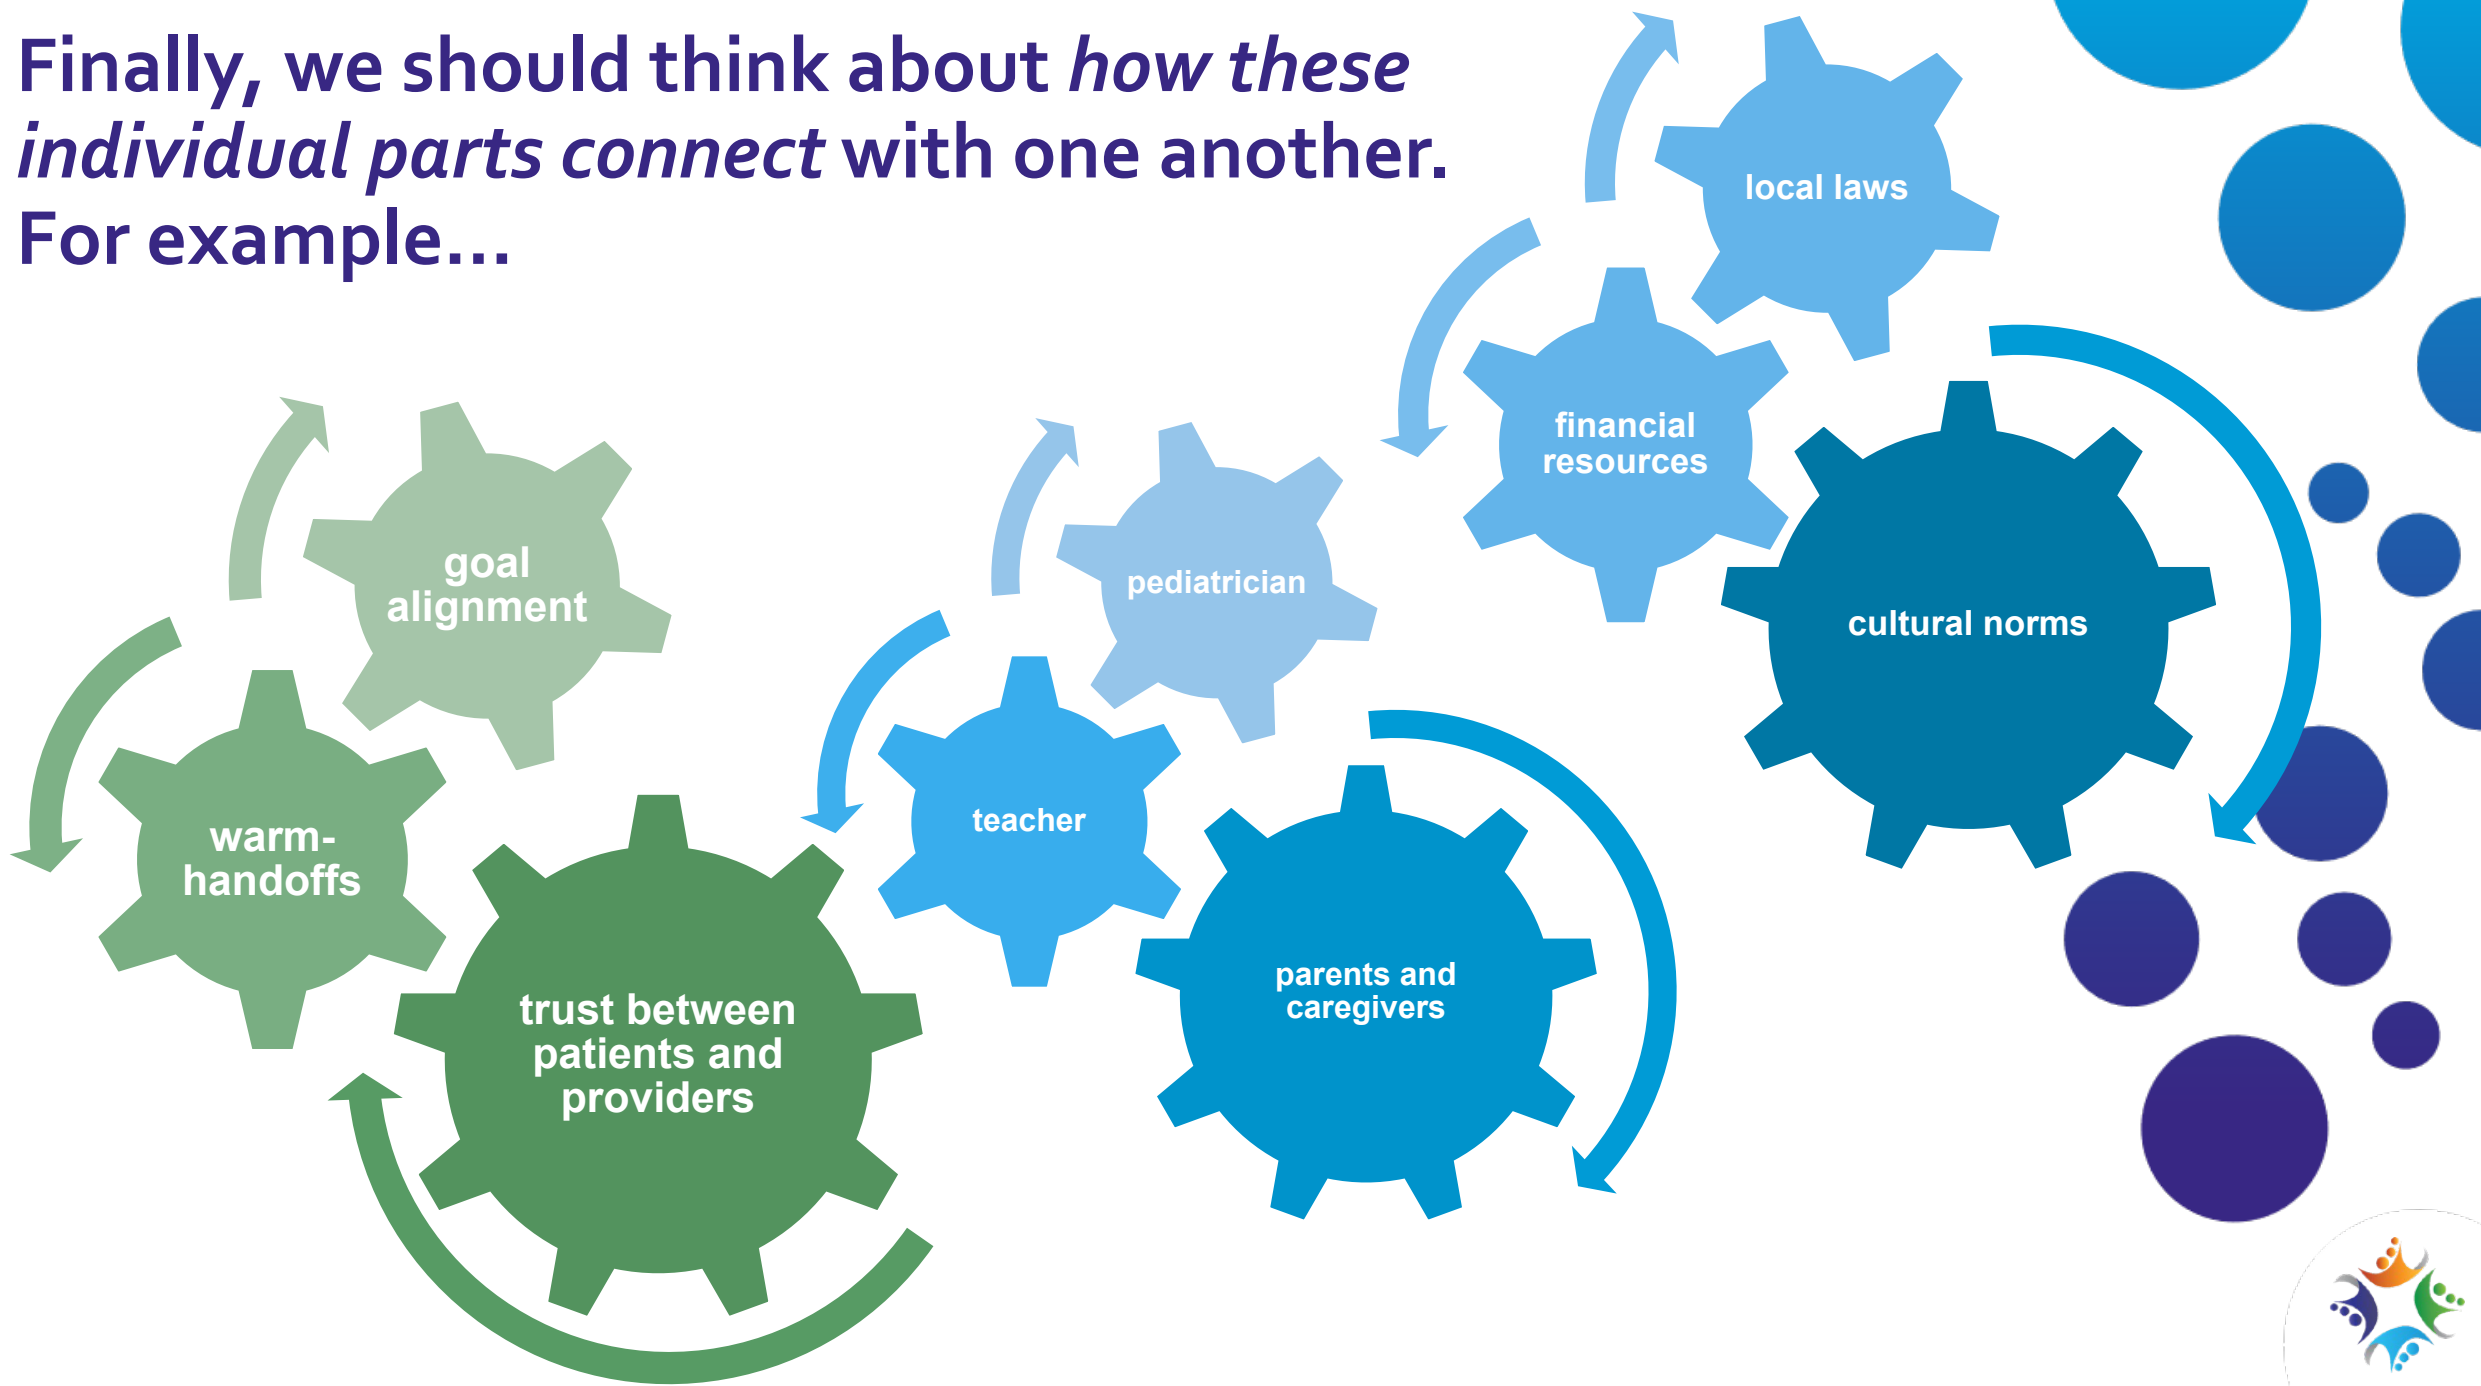 Finally, we should think about how these
individual parts connect with one another.
For example...
local laws
financial
resources
cultural norms
goal
alignment
pediatrician
warm-
handoffs
teacher
trust between
patients and
providers
parents and
caregivers